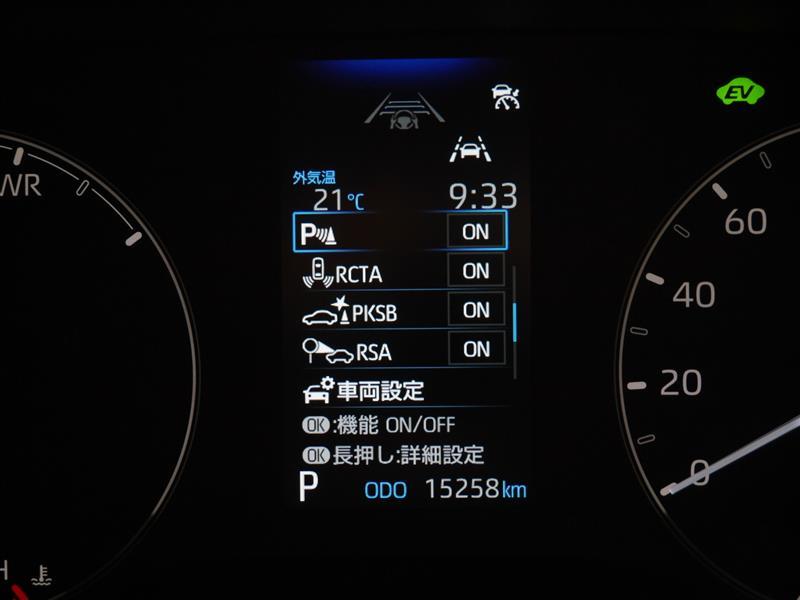 EV
外気温
21℃ 9:33
P ON
RCTA ON
PKSB ON
RSA ON
車両設定
OK:機能 ON/OFF
OK長押し:詳細設定
P ODO 15258km
WR
H
60
40
20
0